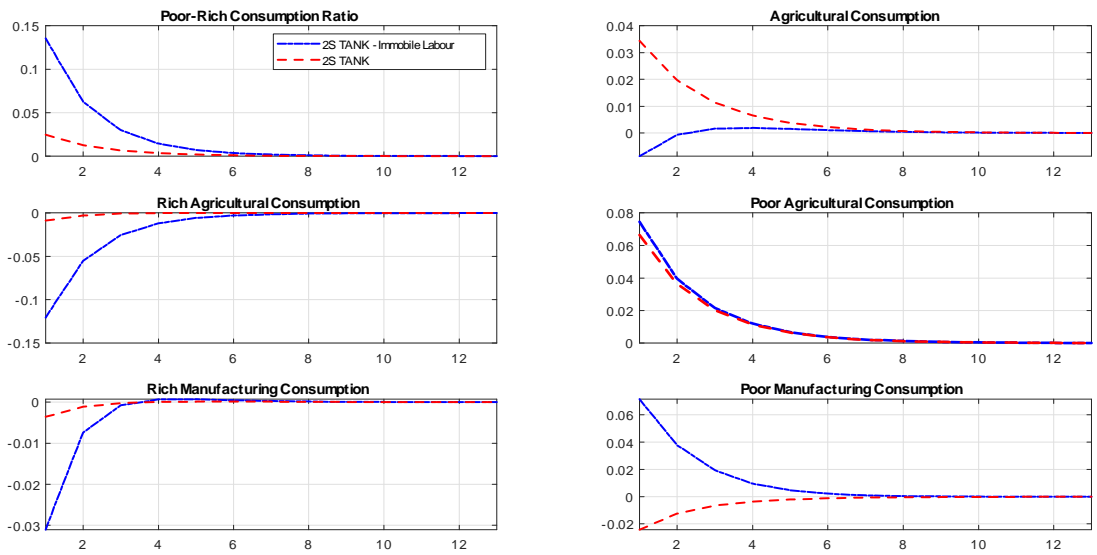 Poor-Rich Consumption Ratio
0.15
0.1
0.05
0
2 4 6 8 10 12
2S TANK - Immobile Labour
2S TANK
Agricultural Consumption
0.04
0.03
0.02
0.01
0
2 4 6 8 10 12
Rich Agricultural Consumption
0
-0.05
-0.1
-0.15
2 4 6 8 10 12
Poor Agricultural Consumption
0.08
0.06
0.04
0.02
0
2 4 6 8 10 12
Rich Manufacturing Consumption
0
-0.01
-0.02
-0.03
2 4 6 8 10 12
Poor Manufacturing Consumption
0.06
0.04
0.02
0
-0.02
2 4 6 8 10 12